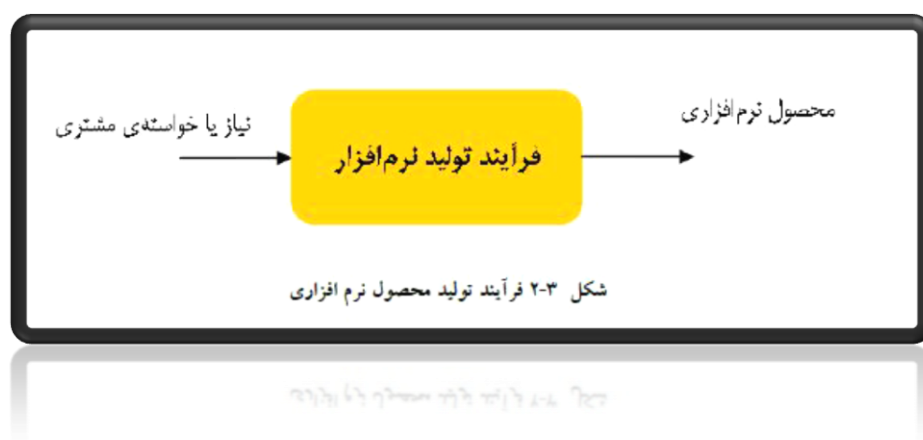 محصول نرم‌افزاری
نیاز یا خواسته‌ی مشتری
فرآیند تولید نرم‌افزار
شکل ۳-۲ فرآیند تولید محصول نرم افزاری